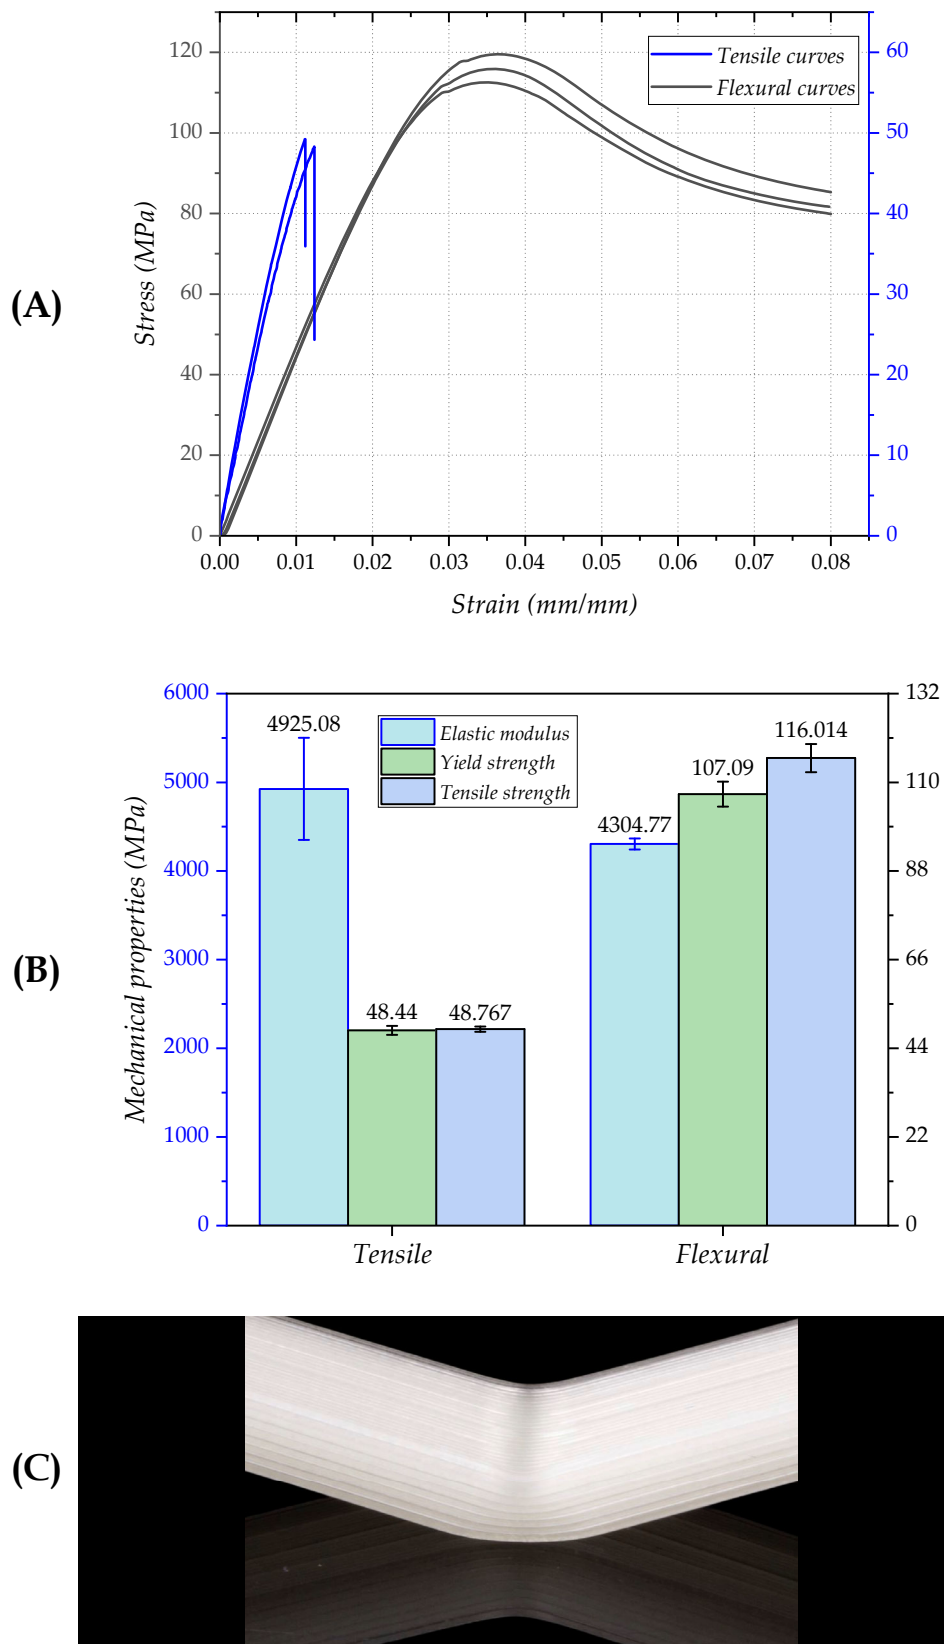 (A)
Stress (MPa)
120
100
80
60
40
20
0
60
50
40
30
20
10
0
Tensile curves
Flexural curves
0.00 0.01 0.02 0.03 0.04 0.05 0.06 0.07 0.08
Strain (mm/mm)
(B)
Mechanical properties (MPa)
6000
5000
4000
3000
2000
1000
0
132
110
88
66
44
22
0
Elastic modulus
Yield strength
Tensile strength
4925.08
48.44
48.767
4304.77
107.09
116.014
Tensile Flexural
(C)